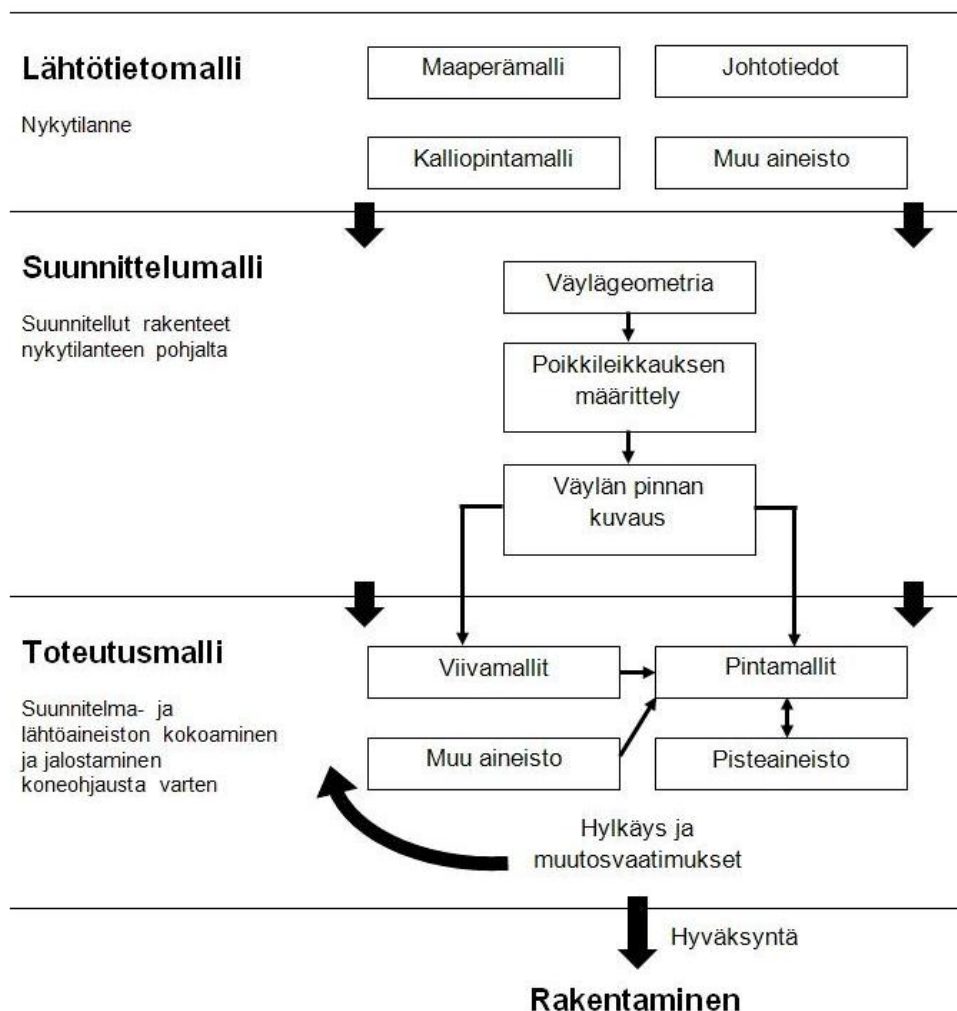 Lähtötietomalli
Nykytilanne
Maaperämalli
Johtotiedot
Kalliopintamalli
Muu aineisto
Suunnittelumalli
Suunnitellut rakenteet
nykytilanteen pohjalta
Väylägeometria
Poikkileikkauksen
määrittely
Väylän pinnan
kuvaus
Toteutusmalli
Suunnitelma- ja
lähtöaineiston kokoaminen
ja jalostaminen
koneohjausta varten
Viivamallit
Pintamallit
Muu aineisto
Pisteaineisto
Hylkäys ja
muutosvaatimukset
Hyväksyntä
Rakentaminen